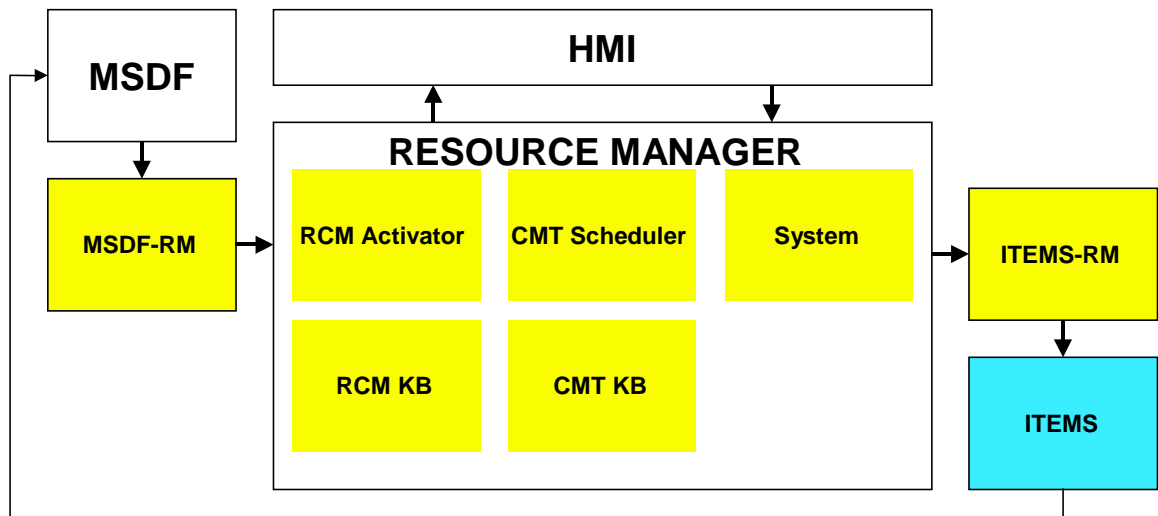 HMI
MSDF
RESOURCE MANAGER
MSDF-RM
RCM Activator
CMT Scheduler
System
ITEMS-RM
RCM KB
CMT KB
ITEMS